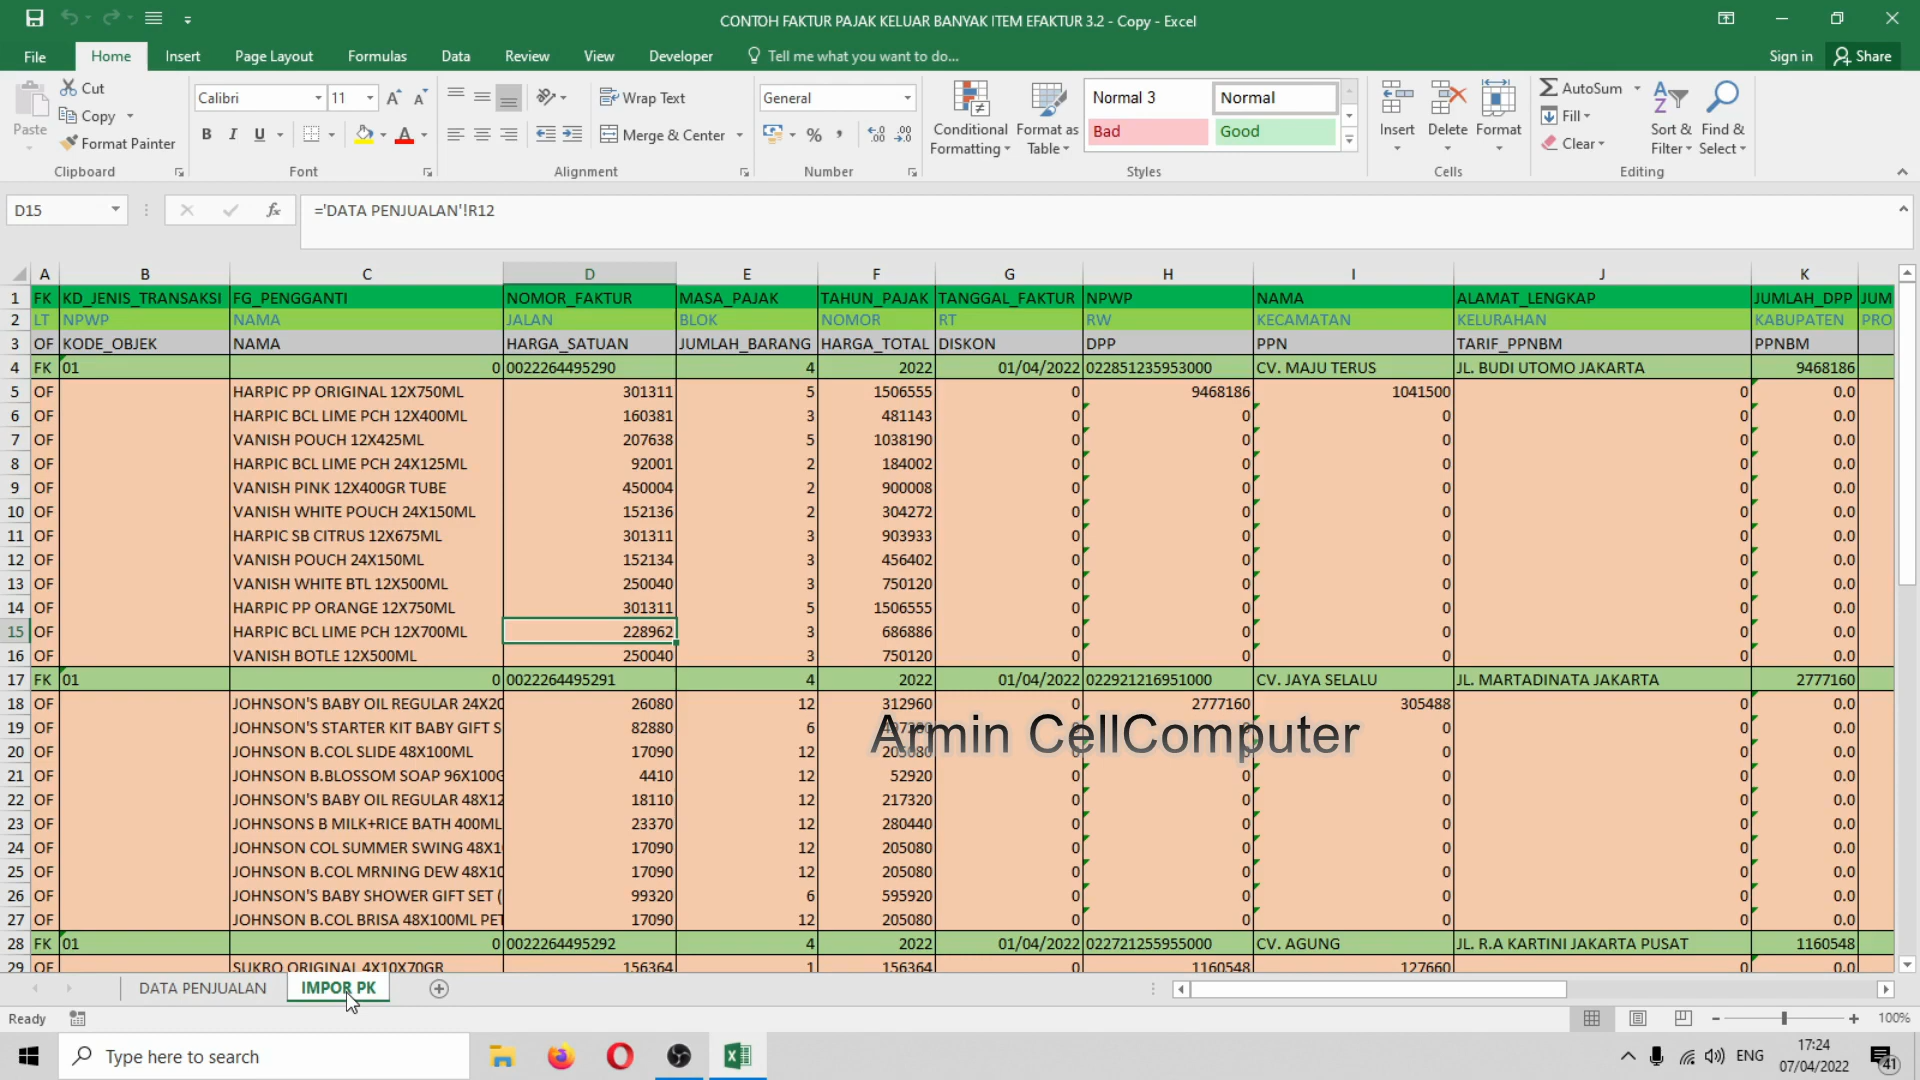 CONTOH FAKTUR PAJAK KELUAR BANYAK ITEM EFAKTUR 3.2 - Copy - Excel
File Home Insert Page Layout Formulas Data Review View Developer Tell me what you want to do... Sign in Share
Paste Cut Copy Format Painter Clipboard
Calibri 11 B I U A Font
Wrap Text Merge & Center Alignment
General % Number
Conditional Formatting Format as Table Normal 3 Normal Bad Good Styles
Insert Delete Format Cells
AutoSum Fill Clear Sort & Filter Find & Select Editing
D15 fx ='DATA PENJUALAN'!R12
A B C D E F G H I J K
1 FK KD_JENIS_TRANSAKSI FG_PENGGANTI NOMOR_FAKTUR MASA_PAJAK TAHUN_PAJAK TANGGAL_FAKTUR NPWP NAMA ALAMAT_LENGKAP JUMLAH_DPP JUM
2 LT NPWP NAMA JALAN BLOK NOMOR RT RW KECAMATAN KELURAHAN KABUPATEN PRO
3 OF KODE_OBJEK NAMA HARGA_SATUAN JUMLAH_BARANG HARGA_TOTAL DISKON DPP PPN TARIF_PPNBM PPNBM
4 FK 01 0 0022264495290 4 2022 01/04/2022 022851235953000 CV. MAJU TERUS JL. BUDI UTOMO JAKARTA 9468186
5 OF HARPIC PP ORIGINAL 12X750ML 301311 5 1506555 0 9468186 1041500 0 0.0
6 OF HARPIC BCL LIME PCH 12X400ML 160381 3 481143 0 0 0 0 0.0
7 OF VANISH POUCH 12X425ML 207638 5 1038190 0 0 0 0 0.0
8 OF HARPIC BCL LIME PCH 24X125ML 92001 2 184002 0 0 0 0 0.0
9 OF VANISH PINK 12X400GR TUBE 450004 2 900008 0 0 0 0 0.0
10 OF VANISH WHITE POUCH 24X150ML 152136 2 304272 0 0 0 0 0.0
11 OF HARPIC SB CITRUS 12X675ML 301311 3 903933 0 0 0 0 0.0
12 OF VANISH POUCH 24X150ML 152134 3 456402 0 0 0 0 0.0
13 OF VANISH WHITE BTL 12X500ML 250040 3 750120 0 0 0 0 0.0
14 OF HARPIC PP ORANGE 12X750ML 301311 5 1506555 0 0 0 0 0.0
15 OF HARPIC BCL LIME PCH 12X700ML 228962 3 686886 0 0 0 0 0.0
16 OF VANISH BOTLE 12X500ML 250040 3 750120 0 0 0 0 0.0
17 FK 01 0 0022264495291 4 2022 01/04/2022 022921216951000 CV. JAYA SELALU JL. MARTADINATA JAKARTA 2777160
18 OF JOHNSON'S BABY OIL REGULAR 24X20 26080 12 312960 0 2777160 305488 0 0.0
19 OF JOHNSON'S STARTER KIT BABY GIFT S 82880 6 0 0 0 0.0
Armin CellComputer
20 OF JOHNSON B.COL SLIDE 48X100ML 17090 12 205080 0 0 0 0 0.0
21 OF JOHNSON B.BLOSSOM SOAP 96X100G 4410 12 52920 0 0 0 0 0.0
22 OF JOHNSON'S BABY OIL REGULAR 48X12 18110 12 217320 0 0 0 0 0.0
23 OF JOHNSONS B MILK+RICE BATH 400ML 23370 12 280440 0 0 0 0 0.0
24 OF JOHNSON COL SUMMER SWING 48X1 17090 12 205080 0 0 0 0 0.0
25 OF JOHNSON B.COL MRNING DEW 48X10 17090 12 205080 0 0 0 0 0.0
26 OF JOHNSON'S BABY SHOWER GIFT SET ( 99320 6 595920 0 0 0 0 0.0
27 OF JOHNSON B.COL BRISA 48X100ML PET 17090 12 205080 0 0 0 0 0.0
28 FK 01 0 0022264495292 4 2022 01/04/2022 022721255955000 CV. AGUNG JL. R.A KARTINI JAKARTA PUSAT 1160548
29 OF SUKRO ORIGINAL 4X10X70GR 156364 1 156364 0 1160548 127660 0 0.0
DATA PENJUALAN IMPOR PK
Ready 100%
Type here to search ENG 17:24
07/04/2022 41